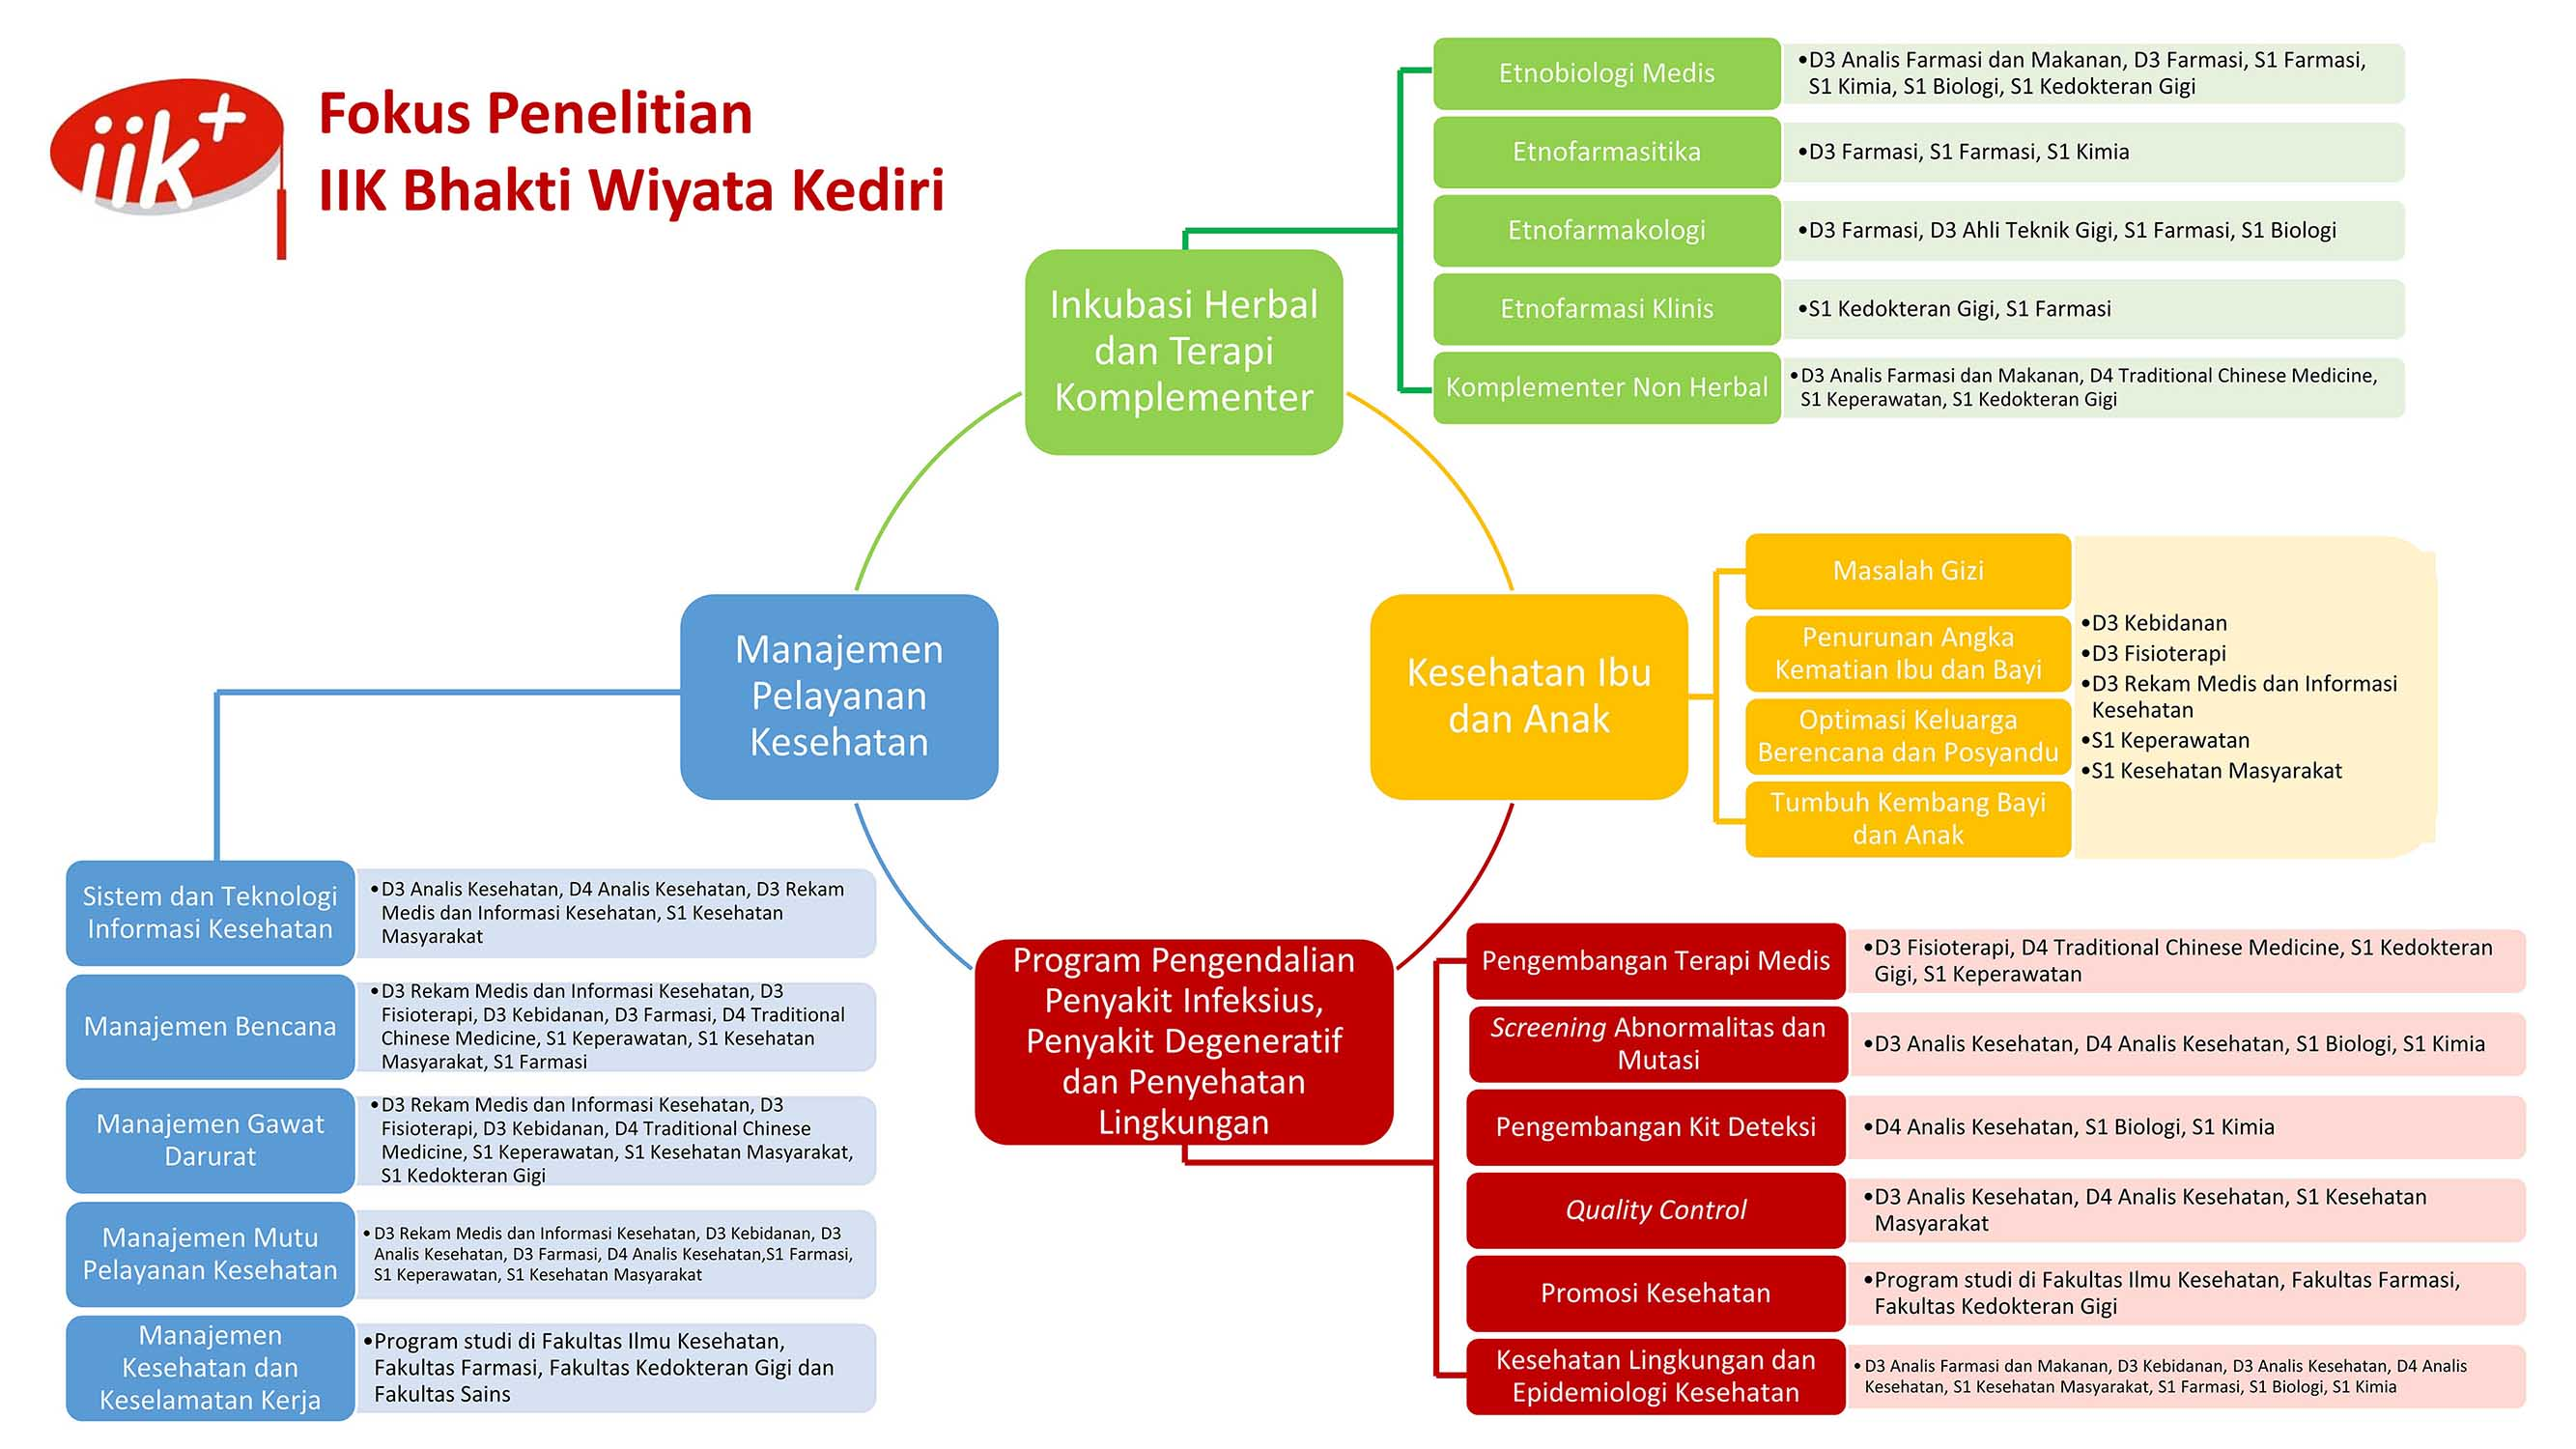 iik+
Fokus Penelitian
IIK Bhakti Wiyata Kediri
Inkubasi Herbal
dan Terapi
Komplementer
Etnobiologi Medis
•D3 Analis Farmasi dan Makanan, D3 Farmasi, S1 Farmasi,
S1 Kimia, S1 Biologi, S1 Kedokteran Gigi
Etnofarmasitika
•D3 Farmasi, S1 Farmasi, S1 Kimia
Etnofarmakologi
•D3 Farmasi, D3 Ahli Teknik Gigi, S1 Farmasi, S1 Biologi
Etnofarmasi Klinis
•S1 Kedokteran Gigi, S1 Farmasi
Komplementer Non Herbal
•D3 Analis Farmasi dan Makanan, D4 Traditional Chinese Medicine,
S1 Keperawatan, S1 Kedokteran Gigi
Kesehatan Ibu
dan Anak
Masalah Gizi
Penurunan Angka
Kematian Ibu dan Bayi
Optimasi Keluarga
Berencana dan Posyandu
Tumbuh Kembang Bayi
dan Anak
•D3 Kebidanan
•D3 Fisioterapi
•D3 Rekam Medis dan Informasi
Kesehatan
•S1 Keperawatan
•S1 Kesehatan Masyarakat
Manajemen
Pelayanan
Kesehatan
Sistem dan Teknologi
Informasi Kesehatan
•D3 Analis Kesehatan, D4 Analis Kesehatan, D3 Rekam
Medis dan Informasi Kesehatan, S1 Kesehatan
Masyarakat
Manajemen Bencana
•D3 Rekam Medis dan Informasi Kesehatan, D3
Fisioterapi, D3 Kebidanan, D3 Farmasi, D4 Traditional
Chinese Medicine, S1 Keperawatan, S1 Kesehatan
Masyarakat, S1 Farmasi
Manajemen Gawat
Darurat
•D3 Rekam Medis dan Informasi Kesehatan, D3
Fisioterapi, D3 Kebidanan, D4 Traditional Chinese
Medicine, S1 Keperawatan, S1 Kesehatan Masyarakat,
S1 Kedokteran Gigi
Manajemen Mutu
Pelayanan Kesehatan
•D3 Rekam Medis dan Informasi Kesehatan, D3 Kebidanan, D3
Analis Kesehatan, D3 Farmasi, D4 Analis Kesehatan,S1 Farmasi,
S1 Keperawatan, S1 Kesehatan Masyarakat
Manajemen
Kesehatan dan
Keselamatan Kerja
•Program studi di Fakultas Ilmu Kesehatan,
Fakultas Farmasi, Fakultas Kedokteran Gigi dan
Fakultas Sains
Program Pengendalian
Penyakit Infeksius,
Penyakit Degeneratif
dan Penyehatan
Lingkungan
Pengembangan Terapi Medis
•D3 Fisioterapi, D4 Traditional Chinese Medicine, S1 Kedokteran
Gigi, S1 Keperawatan
Screening Abnormalitas dan
Mutasi
•D3 Analis Kesehatan, D4 Analis Kesehatan, S1 Biologi, S1 Kimia
Pengembangan Kit Deteksi
•D4 Analis Kesehatan, S1 Biologi, S1 Kimia
Quality Control
•D3 Analis Kesehatan, D4 Analis Kesehatan, S1 Kesehatan
Masyarakat
Promosi Kesehatan
•Program studi di Fakultas Ilmu Kesehatan, Fakultas Farmasi,
Fakultas Kedokteran Gigi
Kesehatan Lingkungan dan
Epidemiologi Kesehatan
•D3 Analis Farmasi dan Makanan, D3 Kebidanan, D3 Analis Kesehatan, D4 Analis
Kesehatan, S1 Kesehatan Masyarakat, S1 Farmasi, S1 Biologi, S1 Kimia